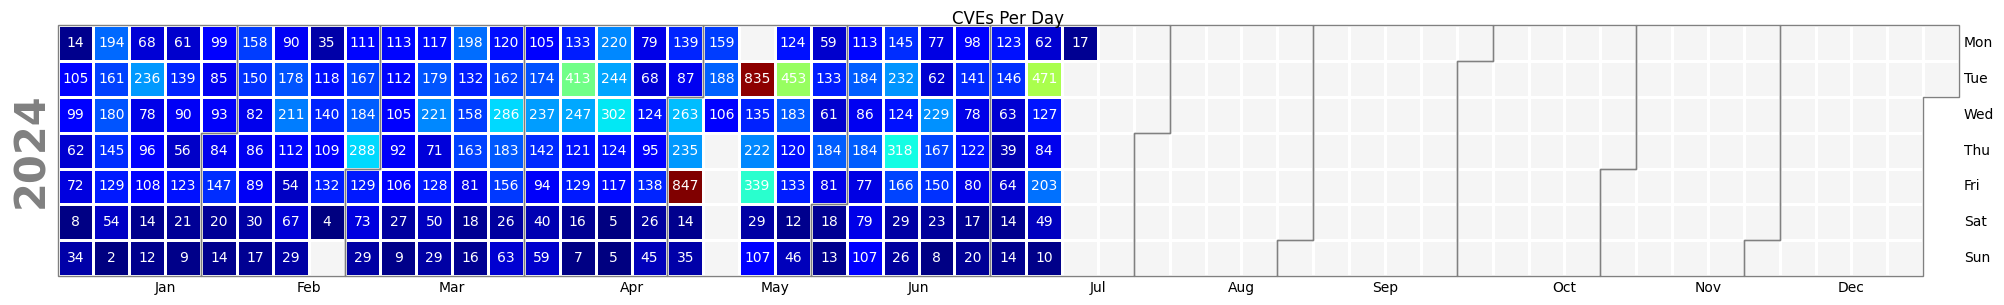 CVEs Per Day
2024
14 194 68 61 99 158 90 35 111 113 117 198 120 105 133 220 79 139 159 124 59 113 145 77 98 123 62 17 Mon
105 161 236 139 85 150 178 118 167 112 179 132 162 174 413 244 68 87 188 835 453 133 184 232 62 141 146 471 Tue
99 180 78 90 93 82 211 140 184 105 221 158 286 237 247 302 124 263 106 135 183 61 86 124 229 78 63 127 Wed
62 145 96 56 84 86 112 109 288 92 71 163 183 142 121 124 95 235 222 120 184 184 318 167 122 39 84 Thu
72 129 108 123 147 89 54 132 129 106 128 81 156 94 129 117 138 847 339 133 81 77 166 150 80 64 203 Fri
8 54 14 21 20 30 67 4 73 27 50 18 26 40 16 5 26 14 29 12 18 79 29 23 17 14 49 Sat
34 2 12 9 14 17 29 29 9 29 16 63 59 7 5 45 35 107 46 13 107 26 8 20 14 10 Sun
Jan Feb Mar Apr May Jun Jul Aug Sep Oct Nov Dec